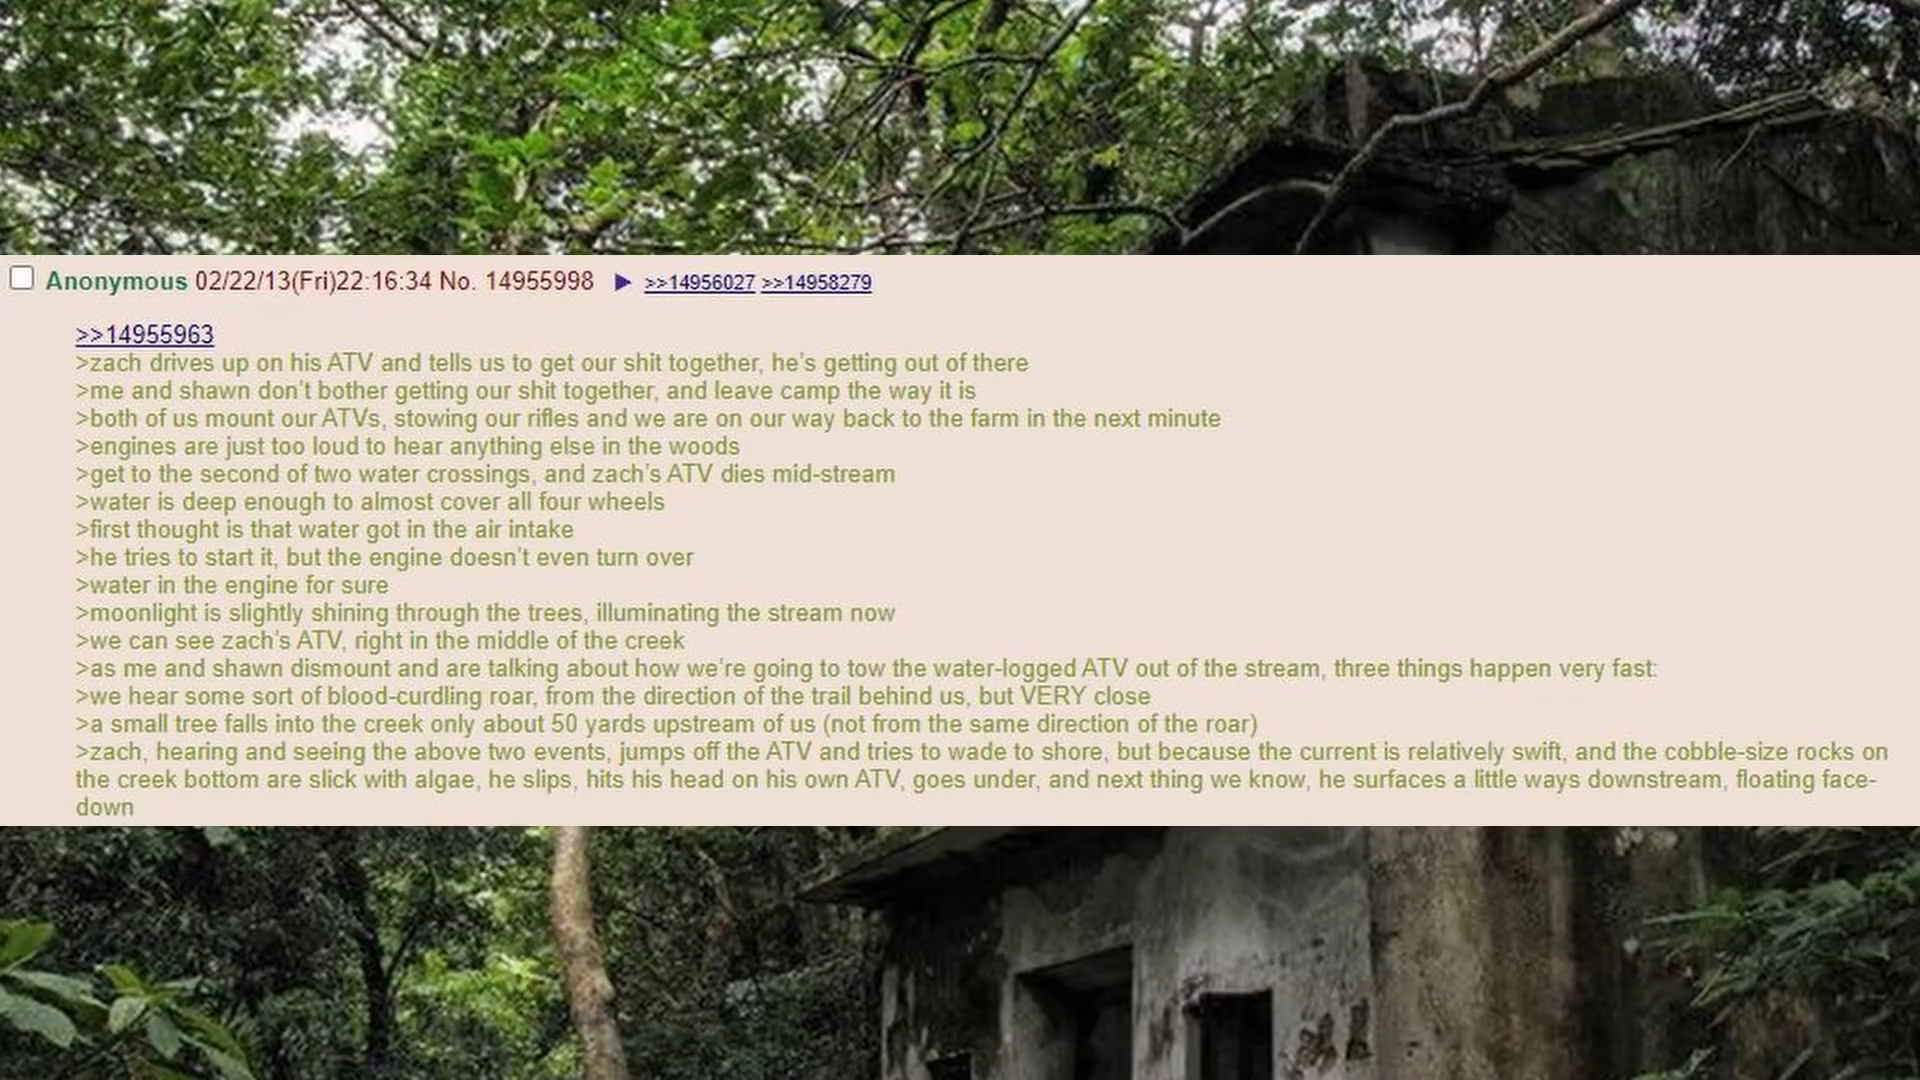 Anonymous 02/22/13(Fri)22:16:34 No. 14955998 ▶ >>14956027 >>14958279
>>14955963
>zach drives up on his ATV and tells us to get our shit together, he's getting out of there
>me and shawn don't bother getting our shit together, and leave camp the way it is
>both of us mount our ATVs, stowing our rifles and we are on our way back to the farm in the next minute
>engines are just too loud to hear anything else in the woods
>get to the second of two water crossings, and zach's ATV dies mid-stream
>water is deep enough to almost cover all four wheels
>first thought is that water got in the air intake
>he tries to start it, but the engine doesn't even turn over
>water in the engine for sure
>moonlight is slightly shining through the trees, illuminating the stream now
>we can see zach's ATV, right in the middle of the creek
>as me and shawn dismount and are talking about how we're going to tow the water-logged ATV out of the stream, three things happen very fast:
>we hear some sort of blood-curdling roar, from the direction of the trail behind us, but VERY close
>a small tree falls into the creek only about 50 yards upstream of us (not from the same direction of the roar)
>zach, hearing and seeing the above two events, jumps off the ATV and tries to wade to shore, but because the current is relatively swift, and the cobble-size rocks on
the creek bottom are slick with algae, he slips, hits his head on his own ATV, goes under, and next thing we know, he surfaces a little ways downstream, floating face-
down